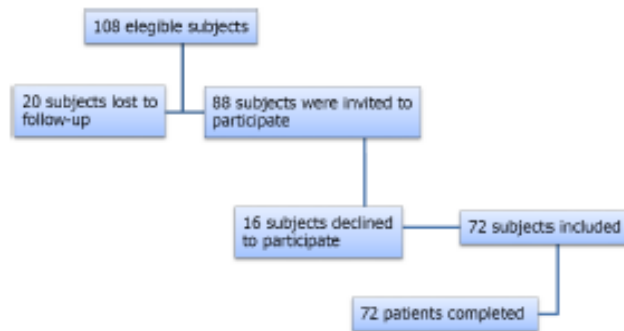 108 elegible subjects
20 subjects lost to
follow-up
88 subjects were invited to
participate
16 subjects declined
to participate
72 subjects included
72 patients completed